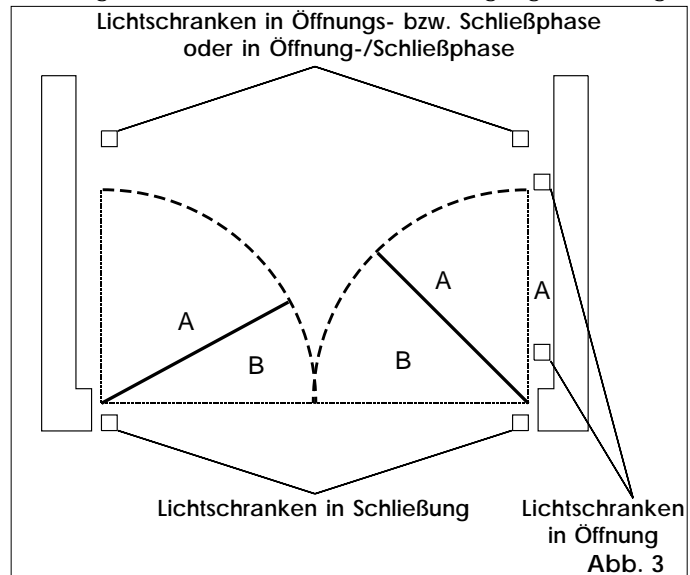 Lichtschranken in Öffnungs- bzw. Schließphase
oder in Öffnung-/Schließphase
A
A
A
B
B
Lichtschranken in Schließung
Lichtschranken
in Öffnung
Abb. 3